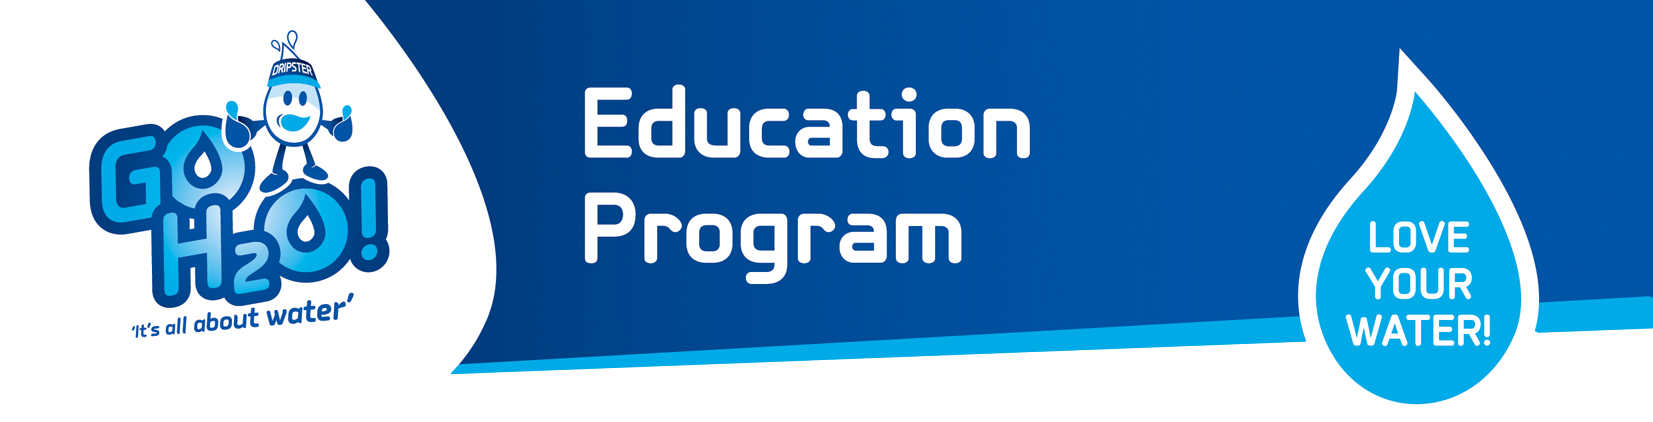 DRIPSTER
GO
H2O!
'It's all about water'
Education
Program
LOVE
YOUR
WATER!